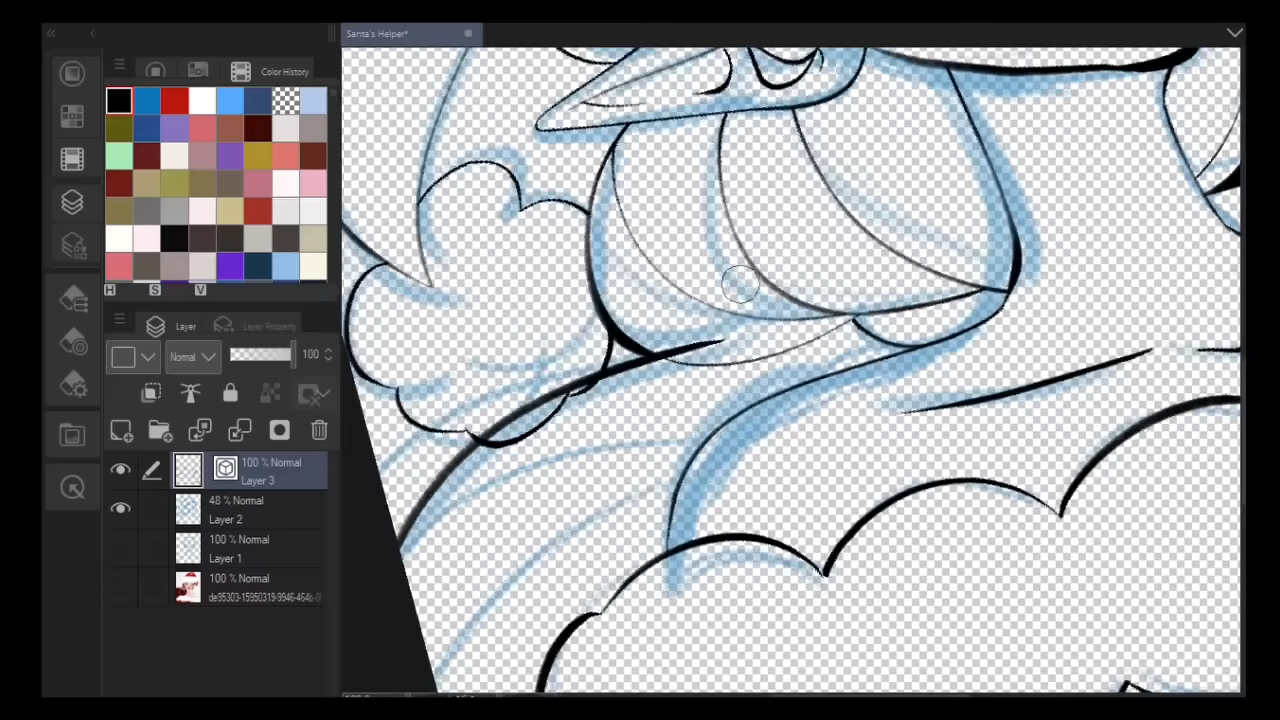 Santa's Helper*
Color History
H S V
Layer
Layer Property
Normal
100
100 % Normal
Layer 3
48 % Normal
Layer 2
100 % Normal
Layer 1
100 % Normal